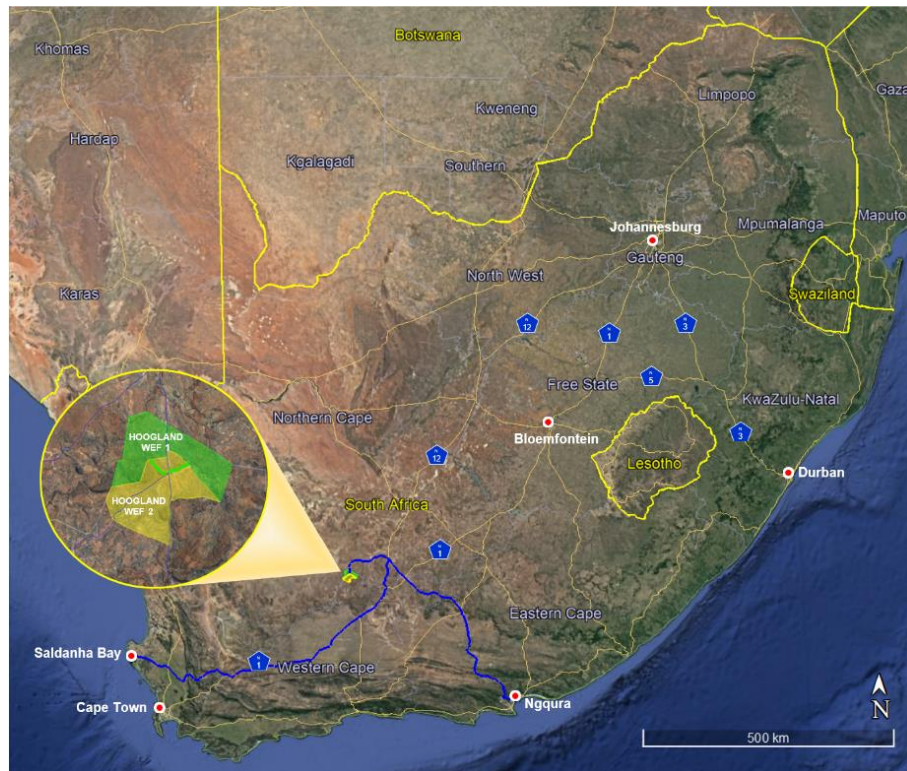 Botswana
Khomas
Limpopo
Gaza
Kweneng
Hardap
Kgalagadi
Southern
Johannesburg
Mpumalanga
Maputo
Gauteng
North West
Karas
Swaziland
N
12
N
1
N
3
N
5
Free State
KwaZulu-Natal
Northern Cape
Bloemfontein
N
3
HOOGLAND
WEF 1
N
12
Lesotho
Durban
HOOGLAND
WEF 2
South Africa
N
1
Eastern Cape
Saldanha Bay
N
1
Western Cape
Ngqura
Cape Town
N
500 km